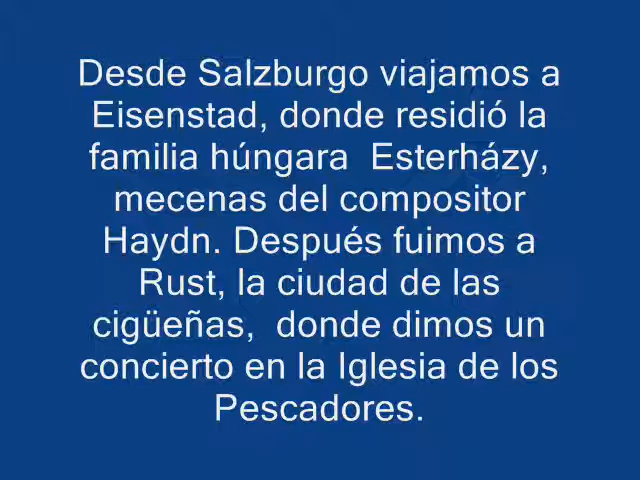 Desde Salzburgo viajamos a
Eisenstad, donde residió la
familia húngara  Esterházy,
mecenas del compositor
Haydn. Después fuimos a
Rust, la ciudad de las
cigüeñas,  donde dimos un
concierto en la Iglesia de los
Pescadores.